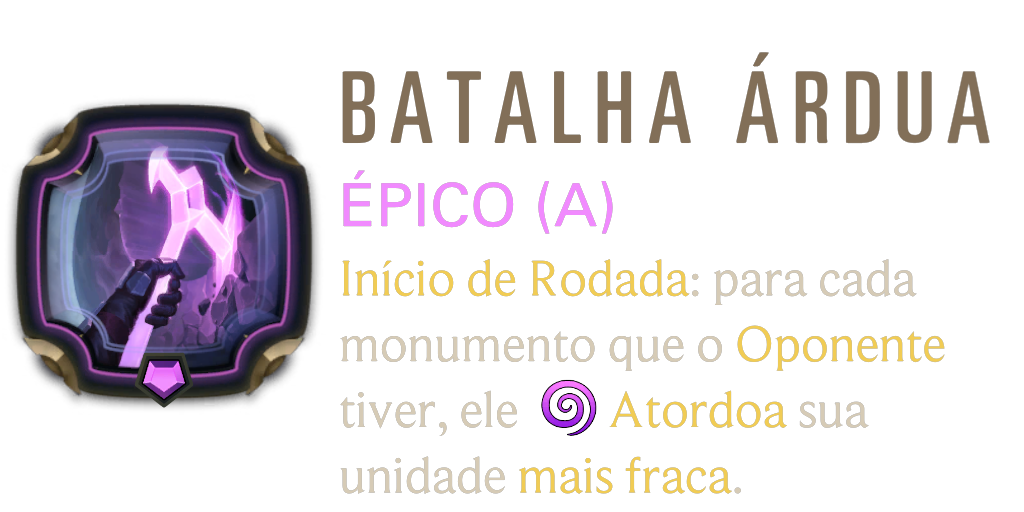 BATALHA ÁRDUA
ÉPICO (A)
Início de Rodada: para cada
monumento que o Oponente
tiver, ele Atordoa sua
unidade mais fraca.